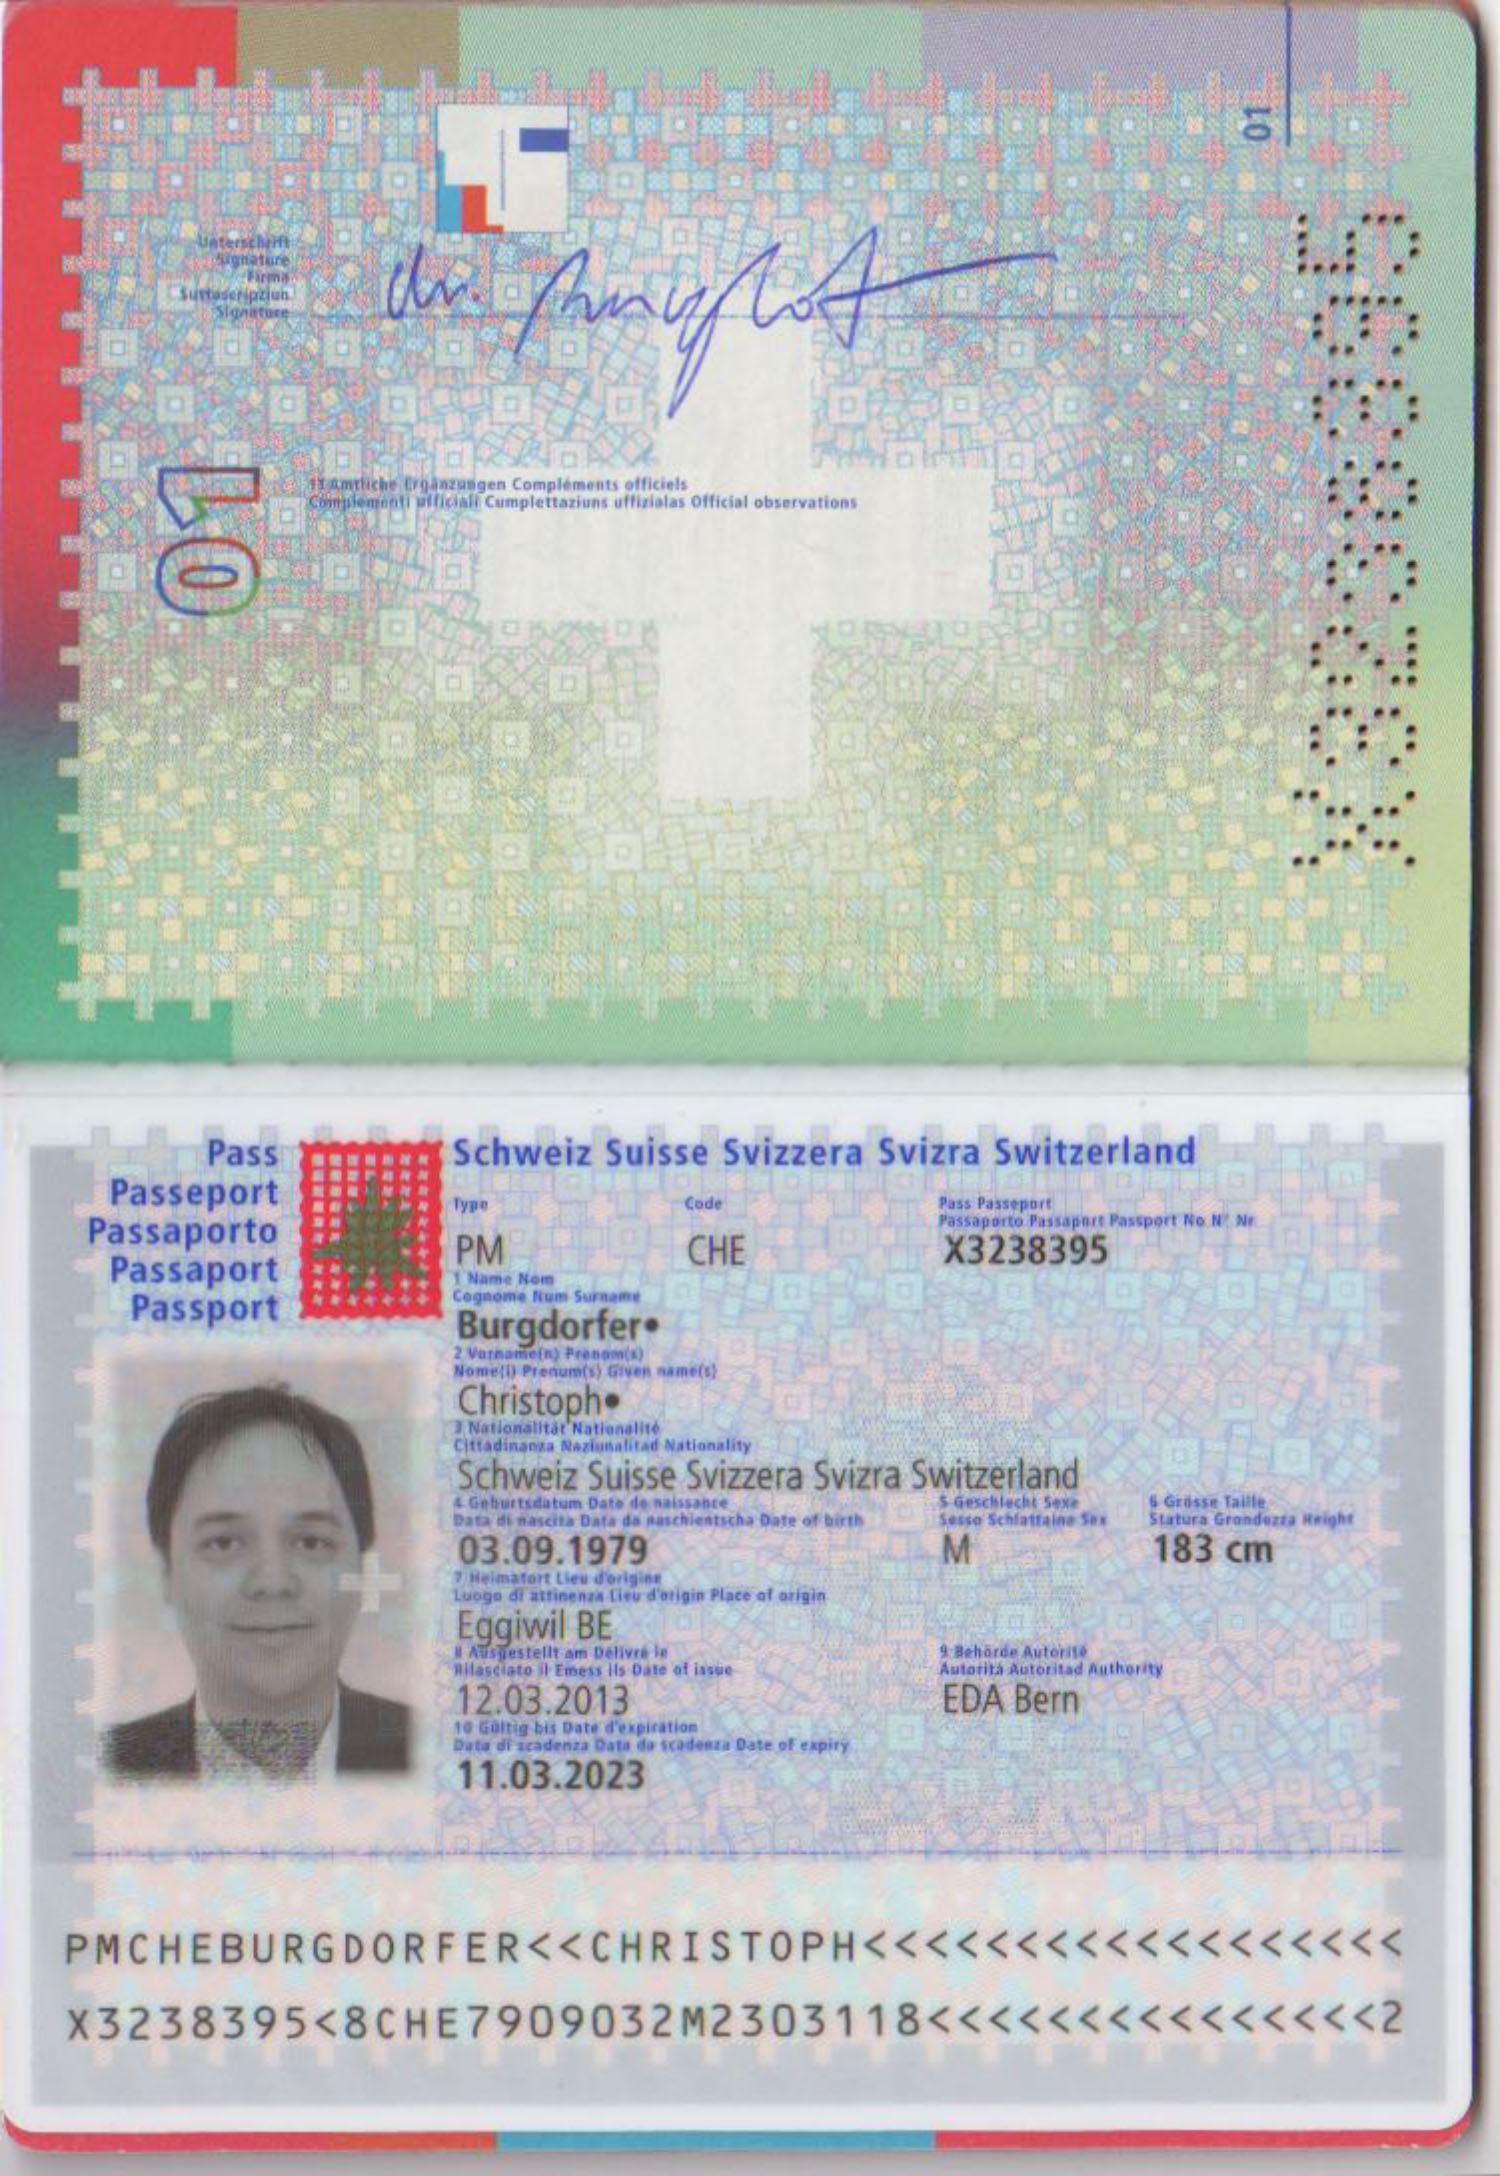 01
Unterschrift
Signature
Firma
Suttascripziun
Signature
X3238395
01
11 Amtliche Ergänzungen Compléments officiels
Complementi ufficiali Cumplettaziuns uffizialas Official observations
Pass
Passeport
Passaporto
Passaport
Passport
Schweiz Suisse Svizzera Svizra Switzerland
Type
Code
Pass Passeport
Passaporto Passaport Passport No N° Nr
PM
CHE
X3238395
1 Name Nom
Cognome Num Surname
Burgdorfer•
2 Vorname(n) Prénom(s)
Nome(i) Prenum(s) Given name(s)
Christoph•
3 Nationalität Nationalité
Cittadinanza Naziunalitad Nationality
Schweiz Suisse Svizzera Svizra Switzerland
4 Geburtsdatum Date de naissance
Data di nascita Data da naschientscha Date of birth
5 Geschlecht Sexe
Sesso Schlattaina Sex
6 Grösse Taille
Statura Grondezza Height
03.09.1979
M
183 cm
7 Heimatort Lieu d'origine
Luogo di attinenza Lieu d'origin Place of origin
Eggiwil BE
8 Ausgestellt am Délivré le
Rilasciato il Emess ils Date of issue
9 Behörde Autorité
Autorità Autoritad Authority
12.03.2013
EDA Bern
10 Gültig bis Date d'expiration
Data di scadenza Data da scadenza Date of expiry
11.03.2023
PMCHEBURGDORFER<<CHRISTOPH<<<<<<<<<<<<<<<<<<
X3238395<8CHE7909032M2303118<<<<<<<<<<<<<<<2